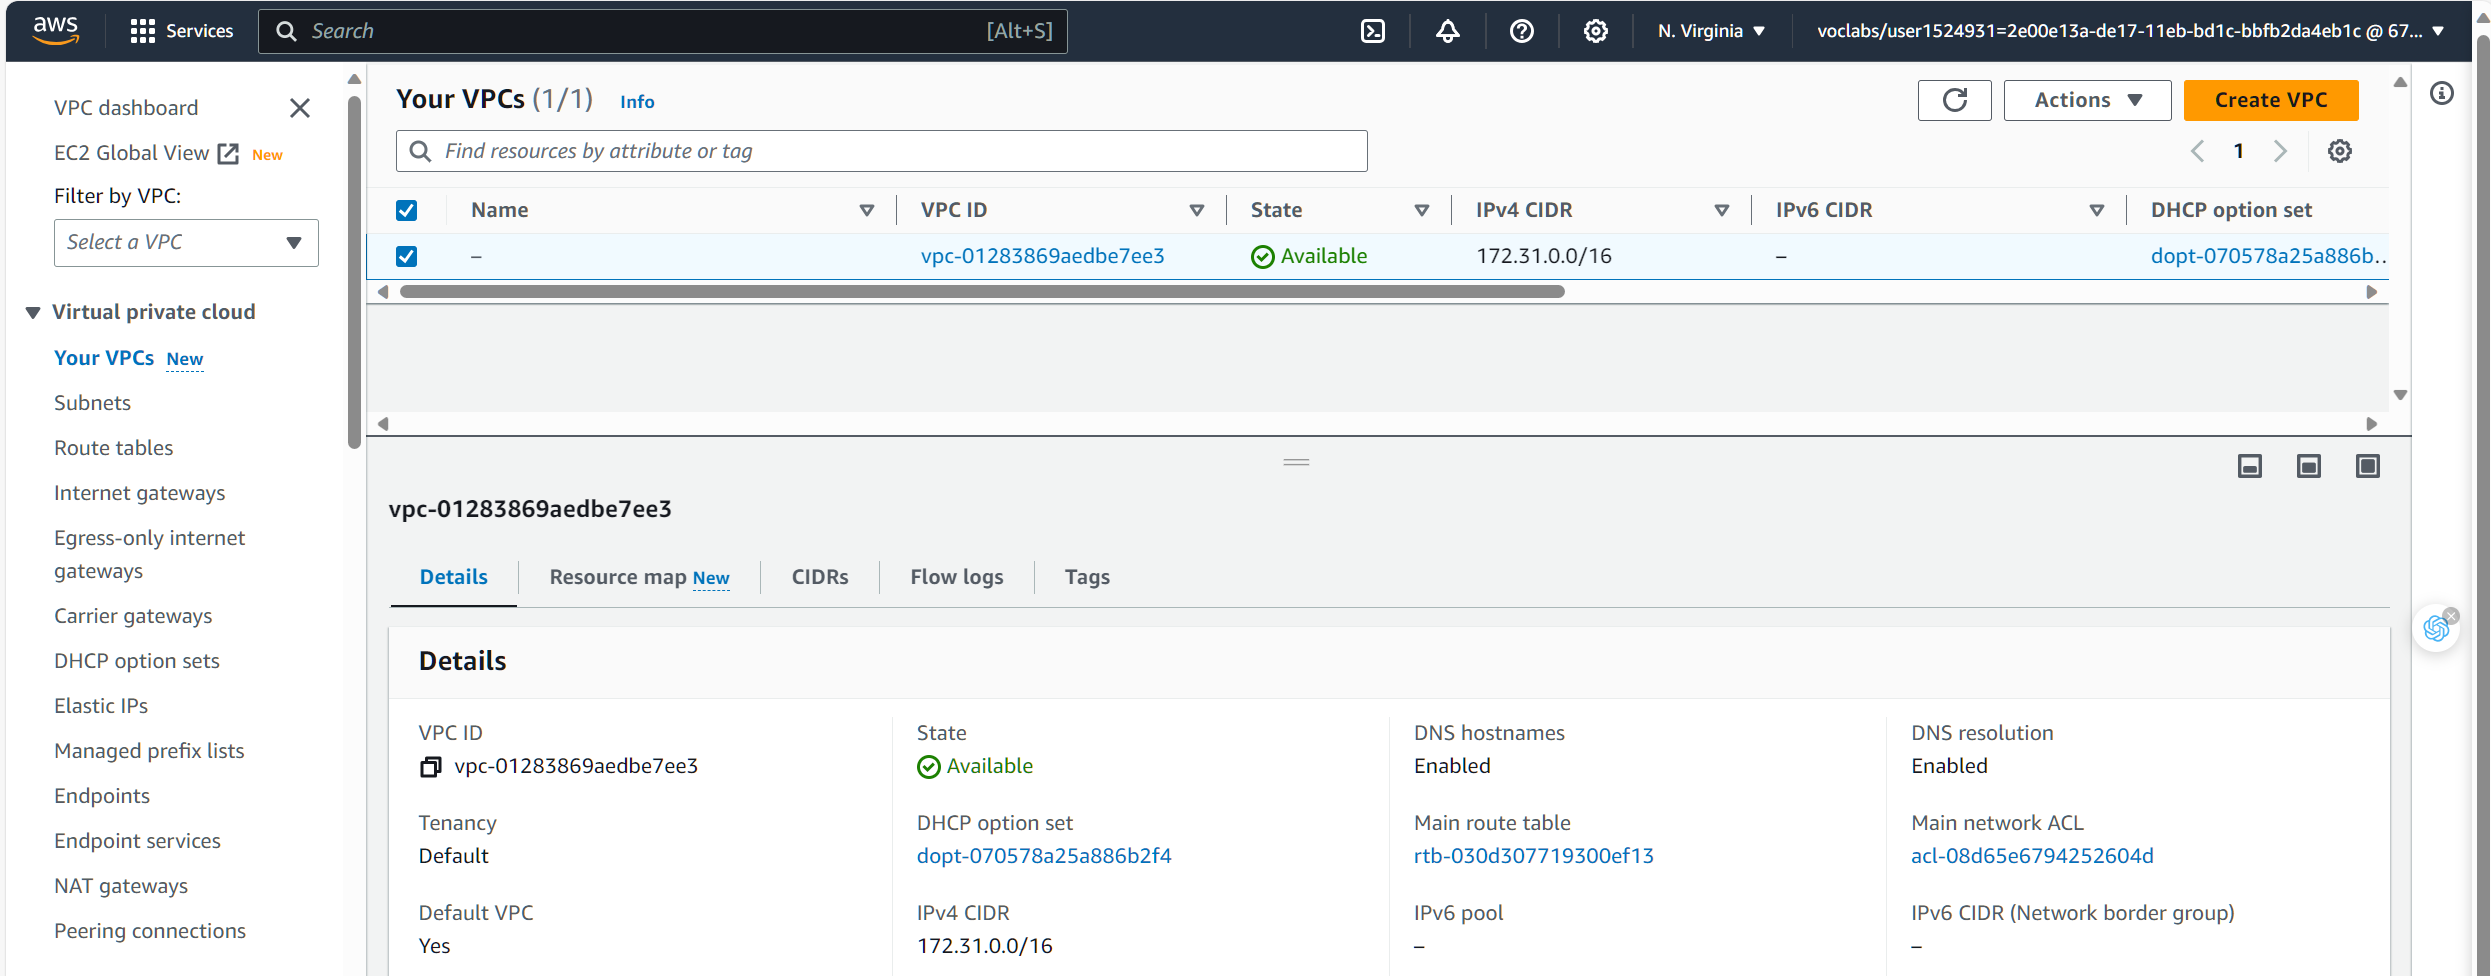 aws
Services
Search
[Alt+S]
N. Virginia
voclabs/user1524931=2e00e13a-de17-11eb-bd1c-bbfb2da4eb1c @ 67...
VPC dashboard
EC2 Global View New
Filter by VPC:
Select a VPC
Virtual private cloud
Your VPCs New
Subnets
Route tables
Internet gateways
Egress-only internet
gateways
Carrier gateways
DHCP option sets
Elastic IPs
Managed prefix lists
Endpoints
Endpoint services
NAT gateways
Peering connections
Your VPCs (1/1) Info
Actions
Create VPC
Find resources by attribute or tag
1
Name VPC ID State IPv4 CIDR IPv6 CIDR DHCP option set
– vpc-01283869aedbe7ee3 Available 172.31.0.0/16 – dopt-070578a25a886b...
vpc-01283869aedbe7ee3
Details Resource map New CIDRs Flow logs Tags
Details
VPC ID State DNS hostnames DNS resolution
vpc-01283869aedbe7ee3 Available Enabled Enabled
Tenancy DHCP option set Main route table Main network ACL
Default dopt-070578a25a886b2f4 rtb-030d307719300ef13 acl-08d65e6794252604d
Default VPC IPv4 CIDR IPv6 pool IPv6 CIDR (Network border group)
Yes 172.31.0.0/16 – –